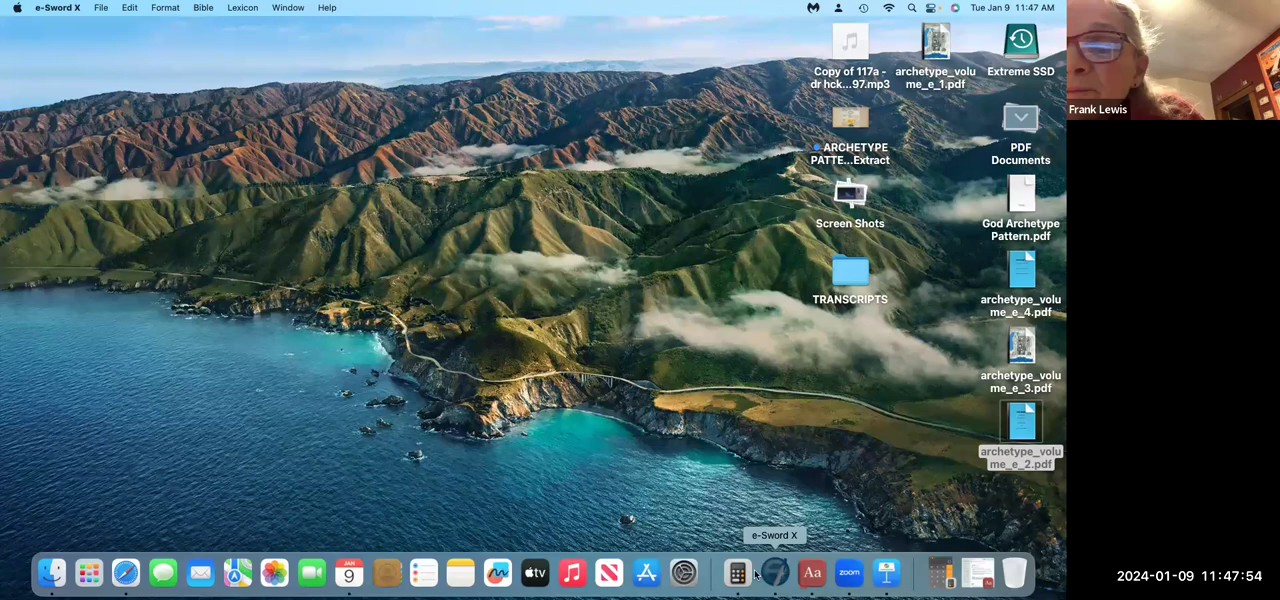 e-Sword X File Edit Format Bible Lexicon Window Help
Tue Jan 9 11:47 AM
Copy of 117a -
dr hck...97.mp3
archetype_volu
me_e_1.pdf
Extreme SSD
ARCHETYPE
PATTE...Extract
PDF
Documents
Screen Shots
God Archetype
Pattern.pdf
TRANSCRIPTS
archetype_volu
me_e_4.pdf
archetype_volu
me_e_3.pdf
archetype_volu
me_e_2.pdf
e-Sword X
JAN
9
tv
Aa
zoom
Frank Lewis
2024-01-09 11:47:54